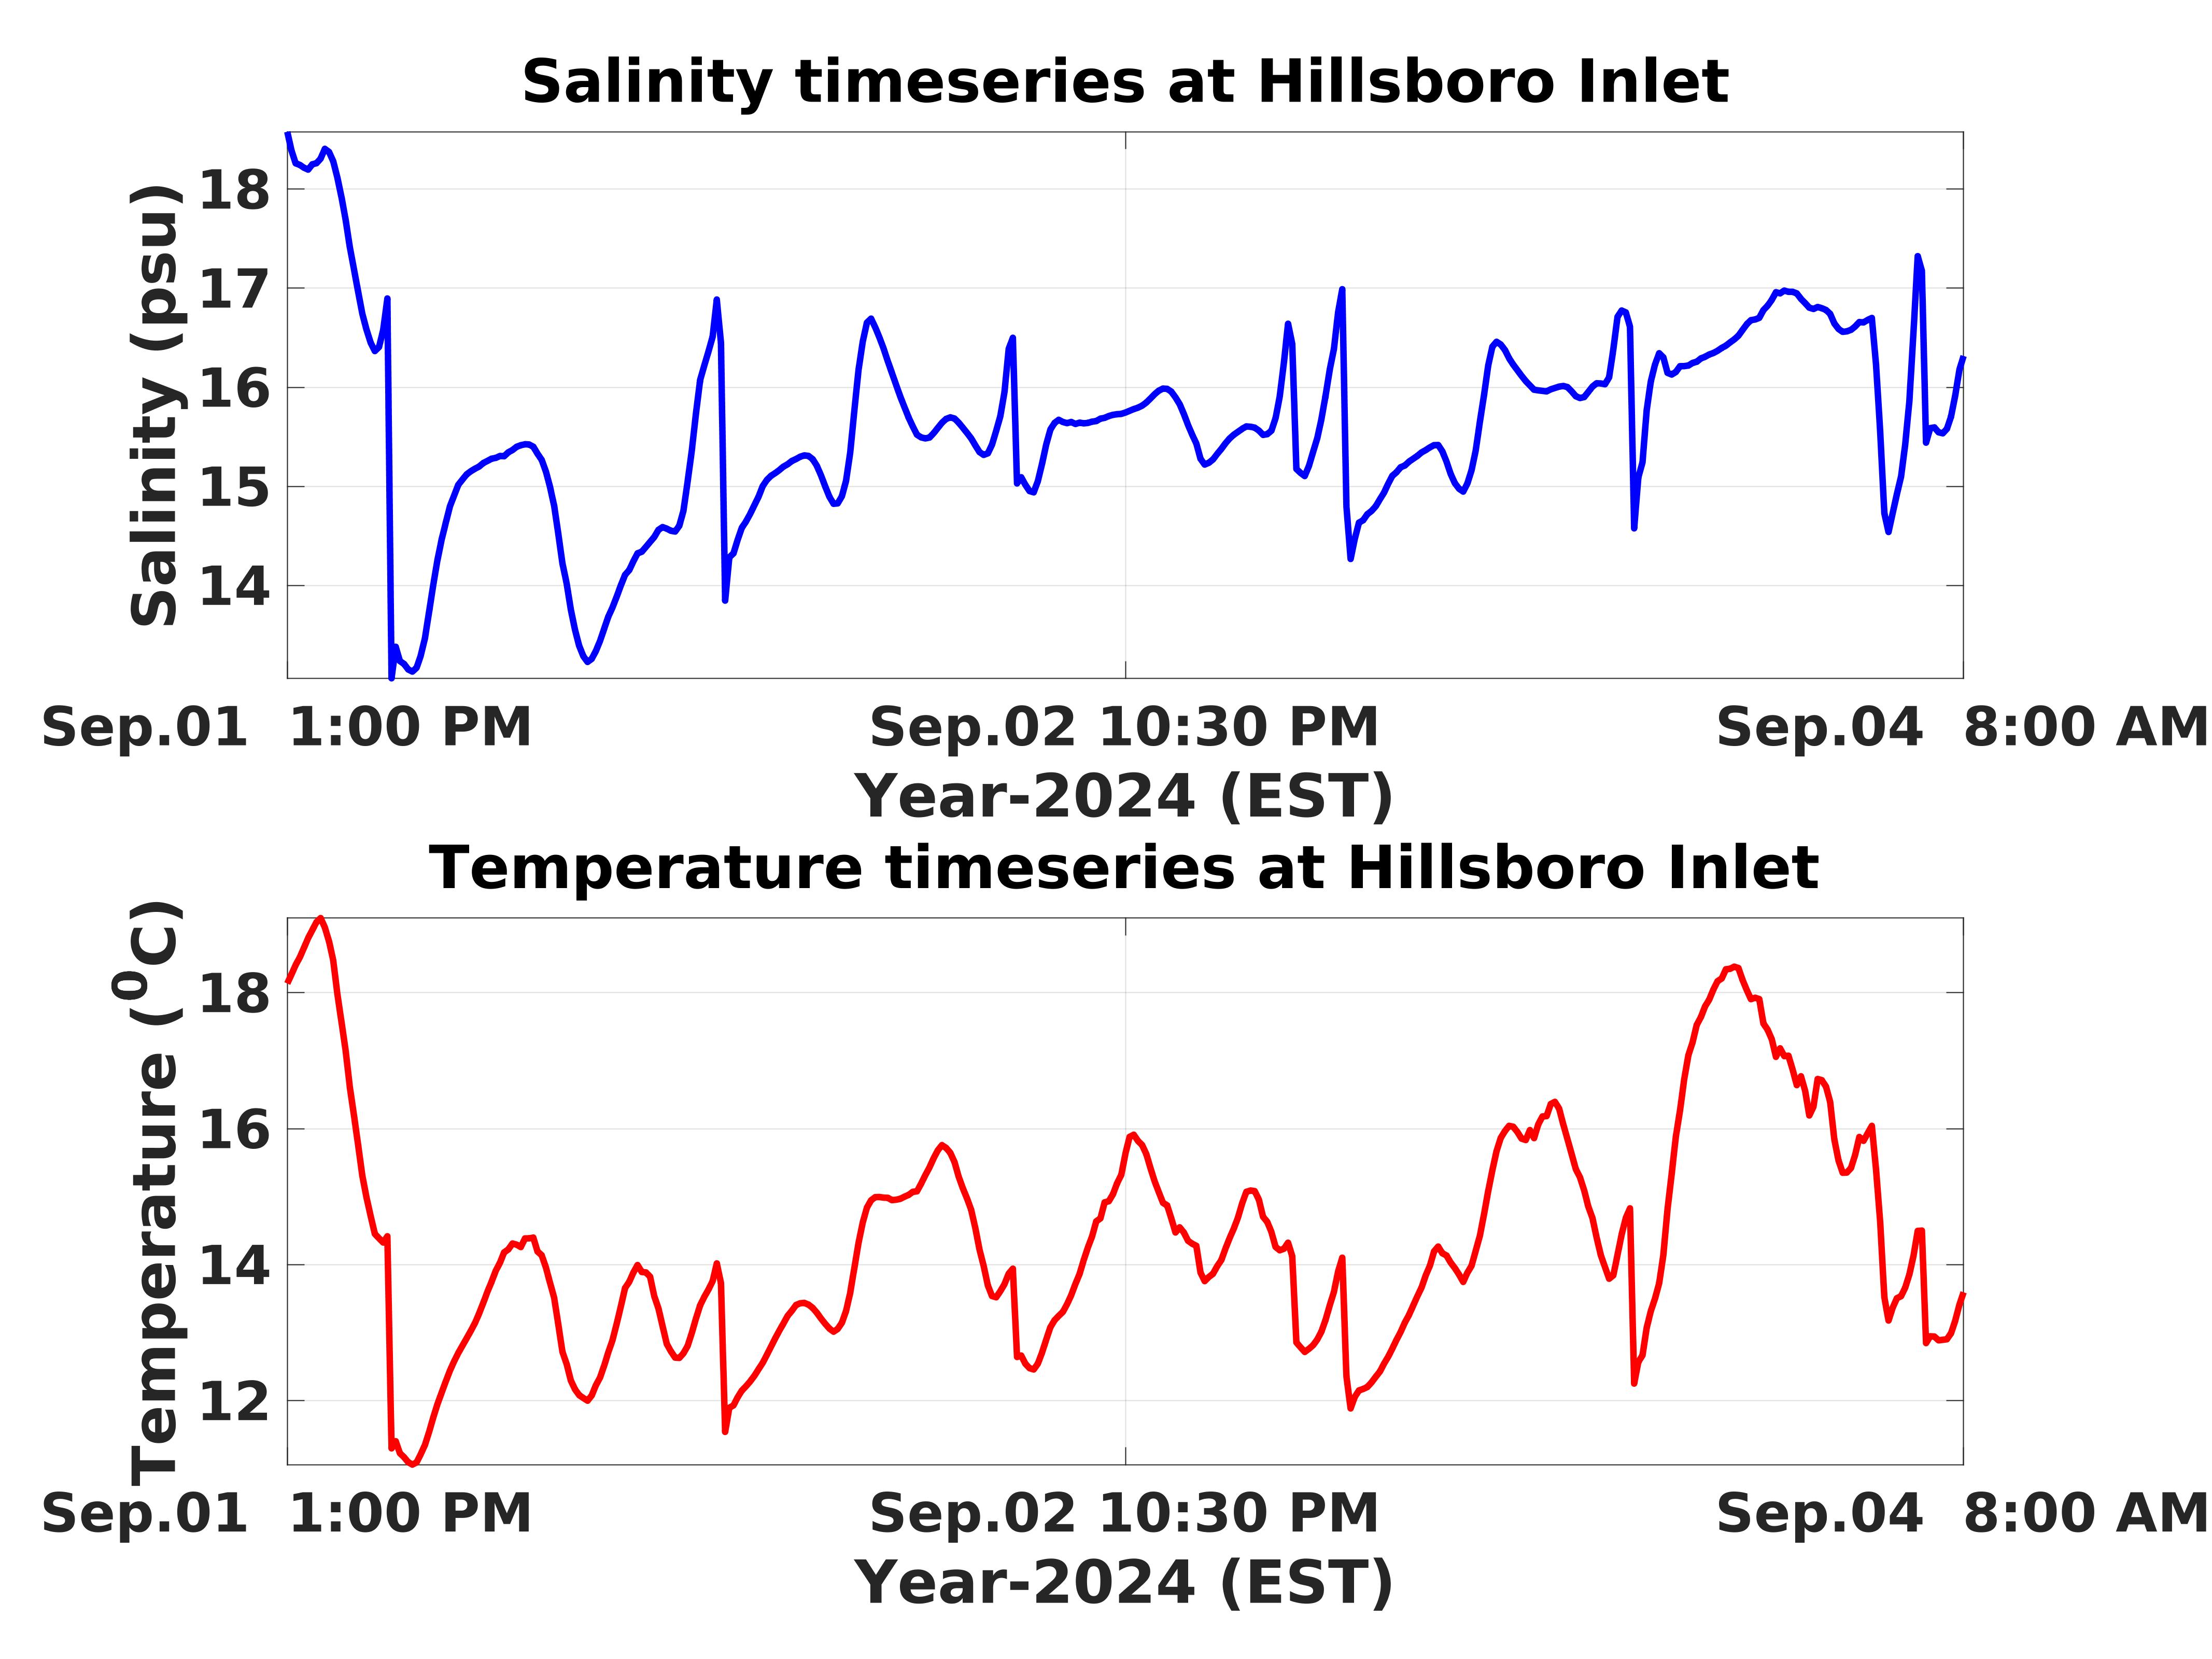 Salinity timeseries at Hillsboro Inlet
Salinity (psu)
18
17
16
15
14
Sep.01 1:00 PM
Sep.02 10:30 PM
Sep.04 8:00 AM
Year-2024 (EST)
Temperature timeseries at Hillsboro Inlet
Temperature (⁰C)
18
16
14
12
Sep.01 1:00 PM
Sep.02 10:30 PM
Sep.04 8:00 AM
Year-2024 (EST)